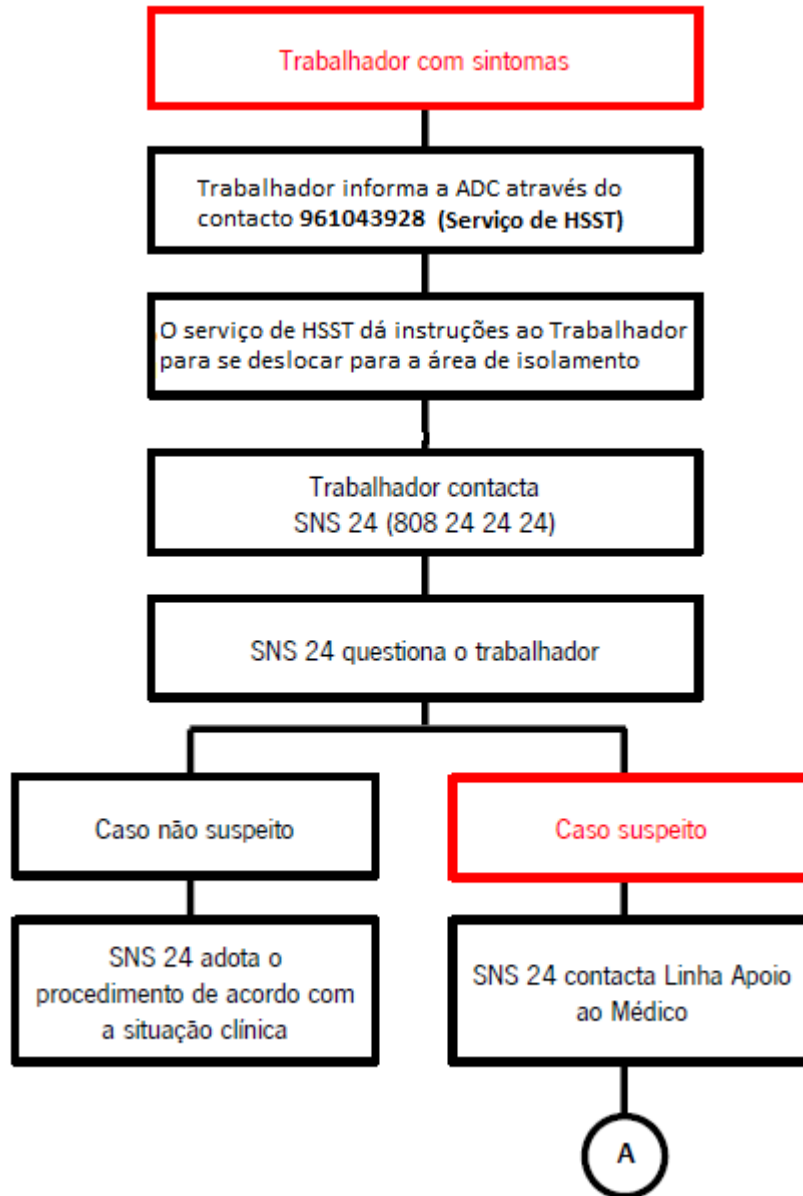 Trabalhador com sintomas
Trabalhador informa a ADC através do
contacto 961043928 (Serviço de HSST)
O serviço de HSST dá instruções ao Trabalhador
para se deslocar para a área de isolamento
Trabalhador contacta
SNS 24 (808 24 24 24)
SNS 24 questiona o trabalhador
Caso não suspeito
Caso suspeito
SNS 24 adota o
procedimento de acordo com
a situação clínica
SNS 24 contacta Linha Apoio
ao Médico
A